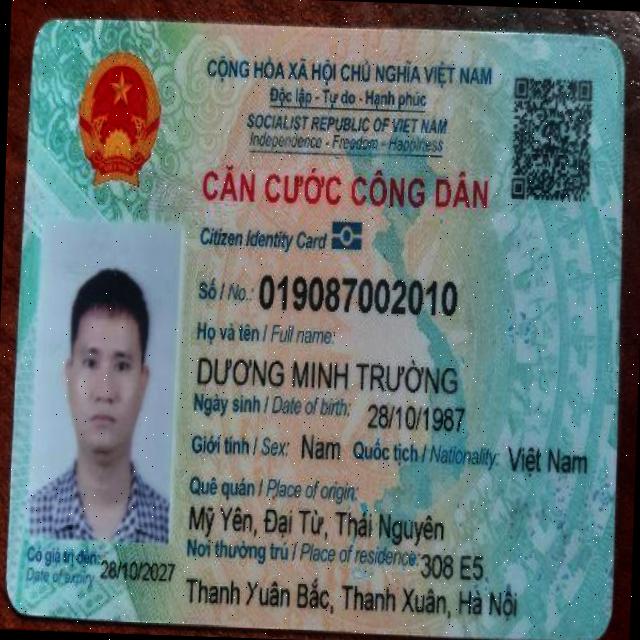 CỘNG HÒA XÃ HỘI CHỦ NGHĨA VIỆT NAM
Độc lập - Tự do - Hạnh phúc
SOCIALIST REPUBLIC OF VIET NAM
Independence - Freedom - Happiness
CĂN CƯỚC CÔNG DÂN
Citizen Identity Card
Số / No.: 019087002010
Họ và tên / Full name:
DƯƠNG MINH TRƯỜNG
Ngày sinh / Date of birth: 28/10/1987
Giới tính / Sex: Nam Quốc tịch / Nationality: Việt Nam
Quê quán / Place of origin:
Mỹ Yên, Đại Từ, Thái Nguyên
Nơi thường trú / Place of residence: 308 E5
Thanh Xuân Bắc, Thanh Xuân, Hà Nội
Có giá trị đến: 28/10/2027
Date of expiry